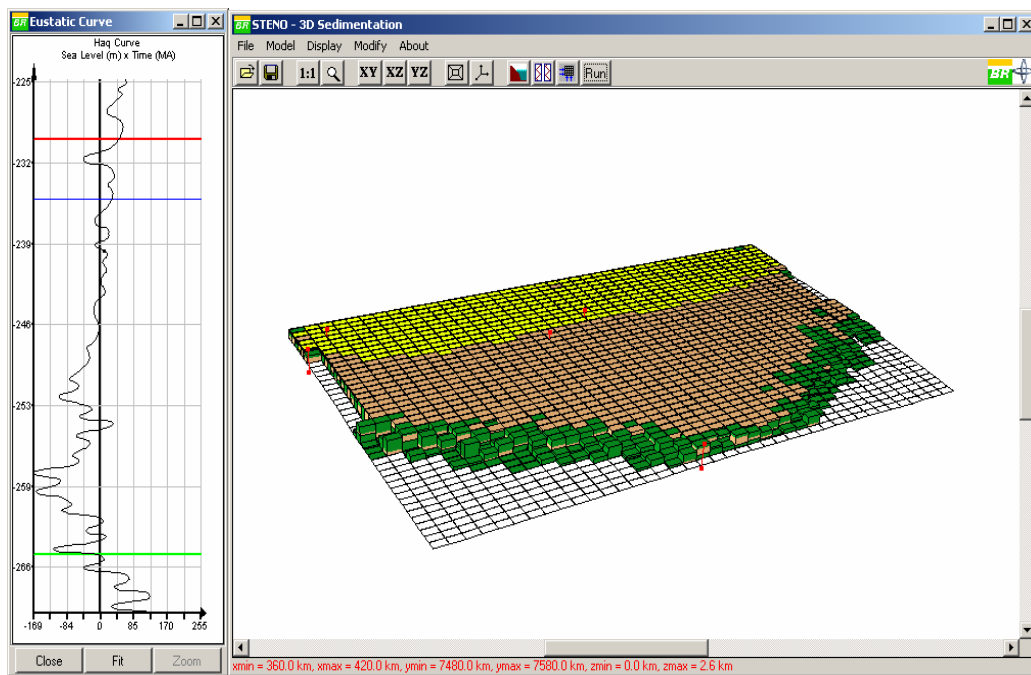 BR Eustatic Curve
Haq Curve
Sea Level (m) x Time (MA)
-225
-232
-239
-246
-253
-259
-266
-169 -84 0 85 170 255
Close Fit Zoom
BR STENO - 3D Sedimentation
File Model Display Modify About
1:1 XY XZ YZ Run
BR
xmin = 360.0 km, xmax = 420.0 km, ymin = 7480.0 km, ymax = 7580.0 km, zmin = 0.0 km, zmax = 2.6 km